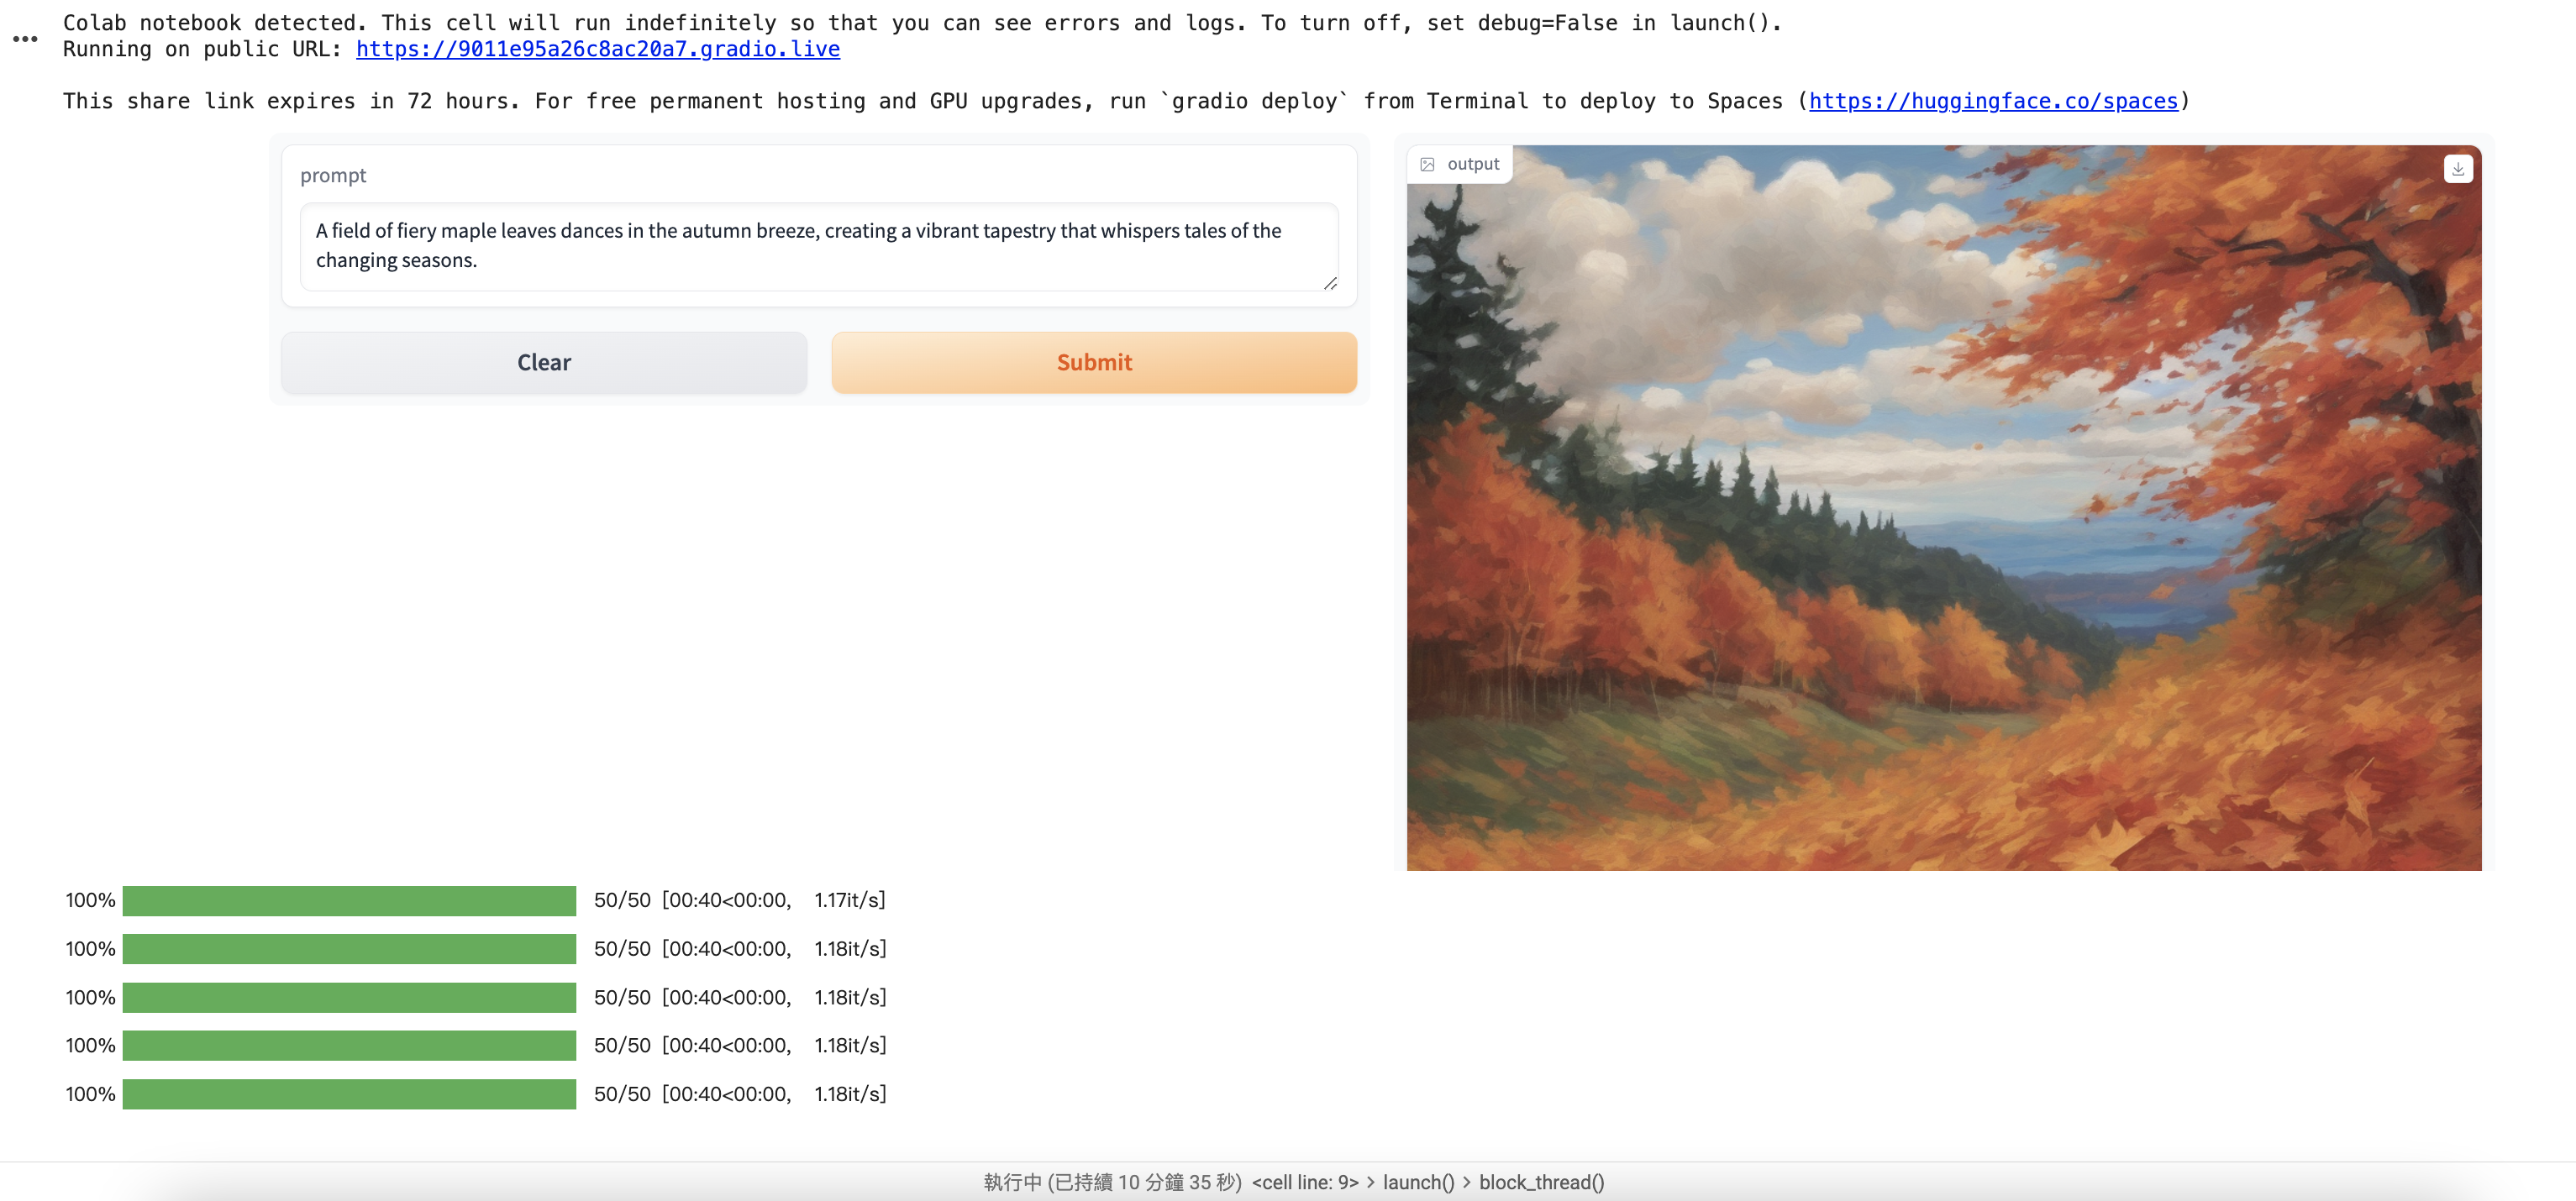 Colab notebook detected. This cell will run indefinitely so that you can see errors and logs. To turn off, set debug=False in launch().
Running on public URL: https://9011e95a26c8ac20a7.gradio.live
This share link expires in 72 hours. For free permanent hosting and GPU upgrades, run `gradio deploy` from Terminal to deploy to Spaces (https://huggingface.co/spaces)
prompt
A field of fiery maple leaves dances in the autumn breeze, creating a vibrant tapestry that whispers tales of the
changing seasons.
Clear
Submit
output
100% 50/50 [00:40<00:00, 1.17it/s]
100% 50/50 [00:40<00:00, 1.18it/s]
100% 50/50 [00:40<00:00, 1.18it/s]
100% 50/50 [00:40<00:00, 1.18it/s]
100% 50/50 [00:40<00:00, 1.18it/s]
執行中 (已持續 10 分鐘 35 秒) <cell line: 9> > launch() > block_thread()